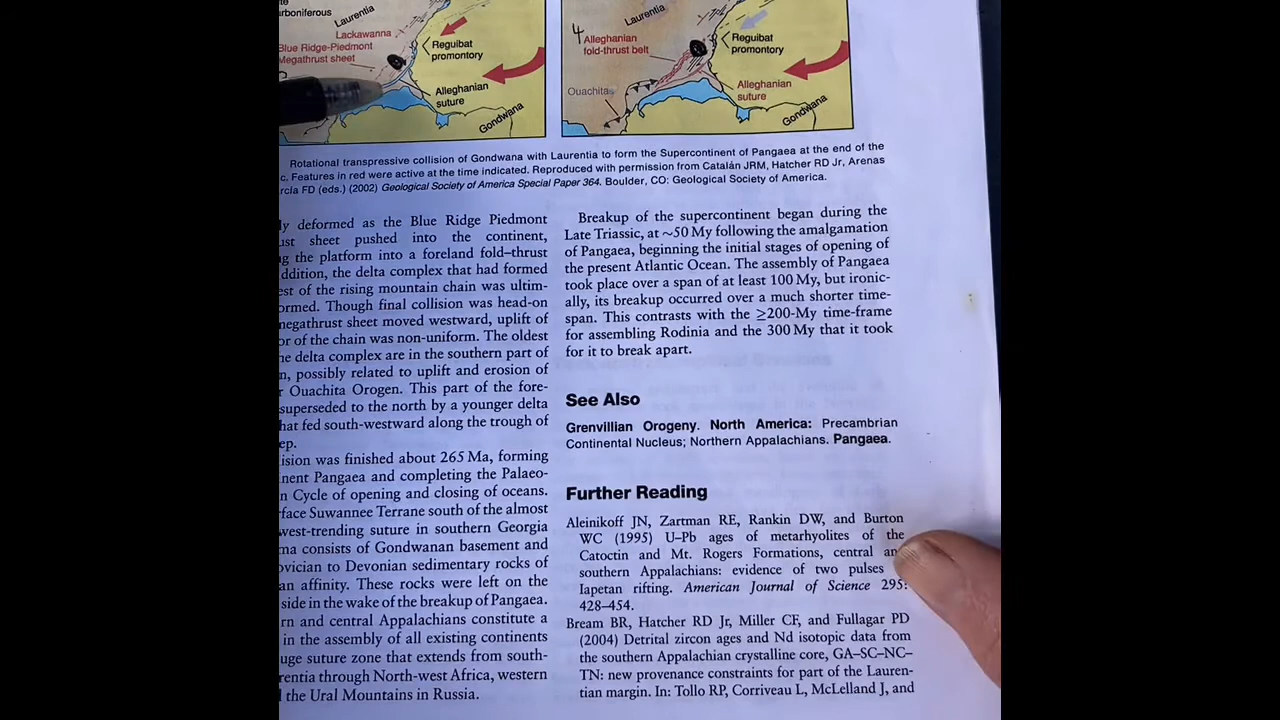 Laurentia
Lackawanna
Blue Ridge-Piedmont
Megathrust sheet
Reguibat
promontory
Alleghanian
suture
Gondwana
4
Laurentia
Alleghanian
fold-thrust belt
Reguibat
promontory
Ouachitas
Alleghanian
suture
Gondwana
Rotational transpressive collision of Gondwana with Laurentia to form the Supercontinent of Pangaea at the end of the
c. Features in red were active at the time indicated. Reproduced with permission from Catalán JRM, Hatcher RD Jr, Arenas
rcía FD (eds.) (2002) Geological Society of America Special Paper 364. Boulder, CO: Geological Society of America.
ly deformed as the Blue Ridge Piedmont
ust sheet pushed into the continent,
g the platform into a foreland fold–thrust
ddition, the delta complex that had formed
est of the rising mountain chain was ultim-
ormed. Though final collision was head-on
negathrust sheet moved westward, uplift of
or of the chain was non-uniform. The oldest
he delta complex are in the southern part of
n, possibly related to uplift and erosion of
r Ouachita Orogen. This part of the fore-
superseded to the north by a younger delta
hat fed south-westward along the trough of
ep.
ision was finished about 265 Ma, forming
nent Pangaea and completing the Palaeo-
n Cycle of opening and closing of oceans.
face Suwannee Terrane south of the almost
west-trending suture in southern Georgia
ma consists of Gondwanan basement and
ovician to Devonian sedimentary rocks of
an affinity. These rocks were left on the
side in the wake of the breakup of Pangaea.
rn and central Appalachians constitute a
in the assembly of all existing continents
uge suture zone that extends from south-
rentia through North-west Africa, western
the Ural Mountains in Russia.
Breakup of the supercontinent began during the
Late Triassic, at ~50 My following the amalgamation
of Pangaea, beginning the initial stages of opening of
the present Atlantic Ocean. The assembly of Pangaea
took place over a span of at least 100 My, but ironic-
ally, its breakup occurred over a much shorter time-
span. This contrasts with the ≥200-My time-frame
for assembling Rodinia and the 300 My that it took
for it to break apart.
See Also
Grenvillian Orogeny. North America: Precambrian
Continental Nucleus; Northern Appalachians. Pangaea.
Further Reading
Aleinikoff JN, Zartman RE, Rankin DW, and Burton
WC (1995) U–Pb ages of metarhyolites of the
Catoctin and Mt. Rogers Formations, central an
southern Appalachians: evidence of two pulses
Iapetan rifting. American Journal of Science 295:
428–454.
Bream BR, Hatcher RD Jr, Miller CF, and Fullagar PD
(2004) Detrital zircon ages and Nd isotopic data from
the southern Appalachian crystalline core, GA–SC–NC–
TN: new provenance constraints for part of the Lauren-
tian margin. In: Tollo RP, Corriveau L, McLelland J, and